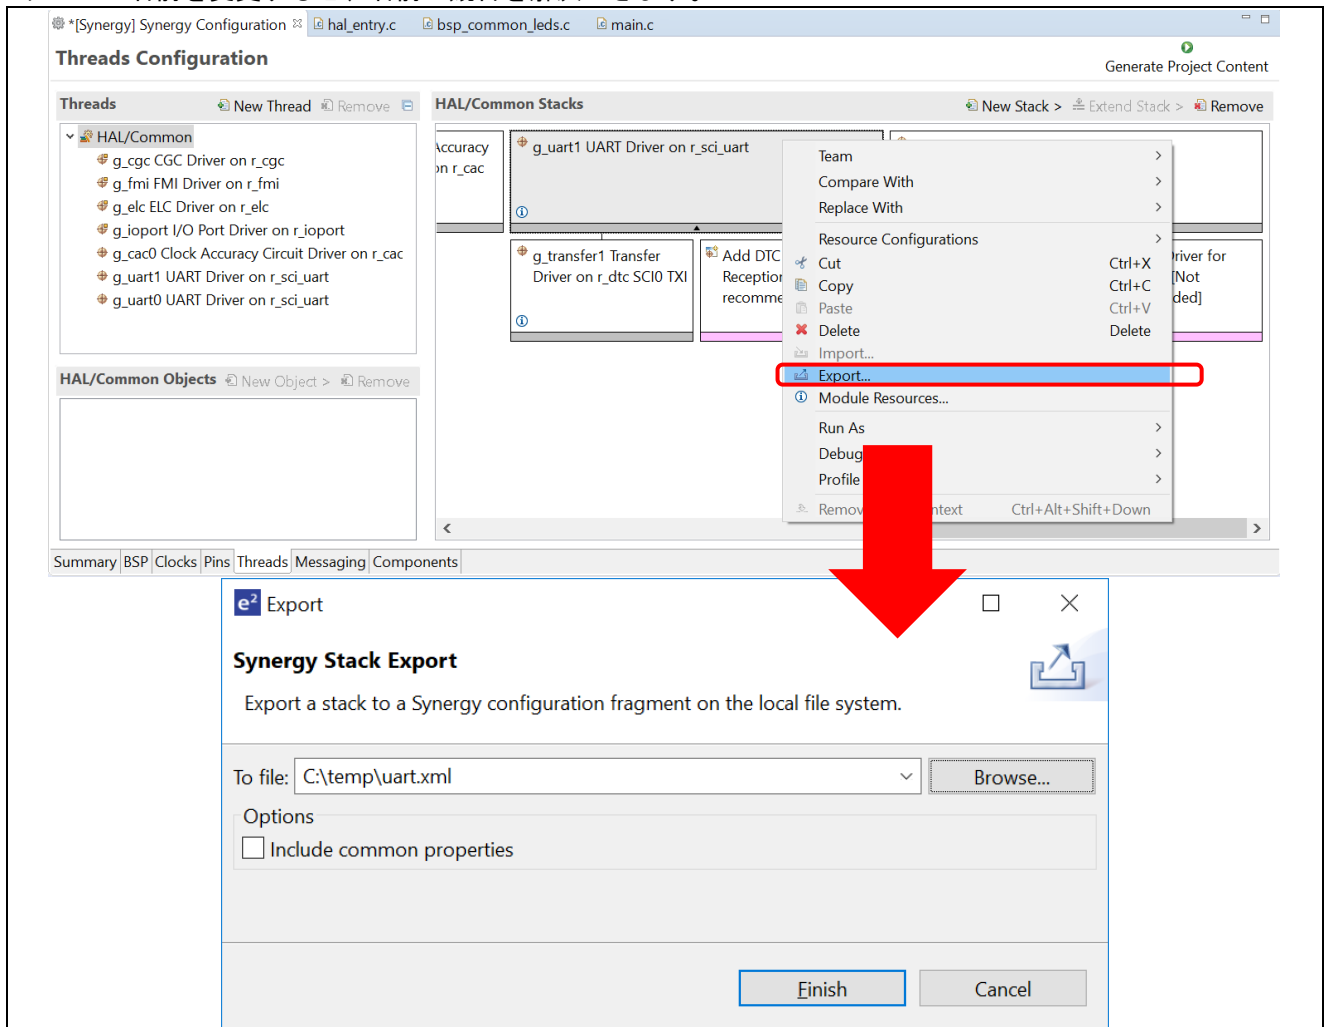 *[Synergy] Synergy Configuration hal_entry.c bsp_common_leds.c main.c
Threads Configuration
Generate Project Content
Threads New Thread Remove
HAL/Common
g_cgc CGC Driver on r_cgc
g_fmi FMI Driver on r_fmi
g_elc ELC Driver on r_elc
g_ioport I/O Port Driver on r_ioport
g_cac0 Clock Accuracy Circuit Driver on r_cac
g_uart1 UART Driver on r_sci_uart
g_uart0 UART Driver on r_sci_uart
HAL/Common Objects New Object > Remove
HAL/Common Stacks New Stack > Extend Stack > Remove
Accuracy
on r_cac
g_uart1 UART Driver on r_sci_uart
g_transfer1 Transfer
Driver on r_dtc SCI0 TXI
Add DTC
Reception
recomme
Driver for
[Not
ded]
Team
Compare With
Replace With
Resource Configurations
Cut Ctrl+X
Copy Ctrl+C
Paste Ctrl+V
Delete Delete
Import...
Export...
Module Resources...
Run As
Debug
Profile
Remov ntext Ctrl+Alt+Shift+Down
Summary BSP Clocks Pins Threads Messaging Components
e² Export
Synergy Stack Export
Export a stack to a Synergy configuration fragment on the local file system.
To file: C:\temp\uart.xml Browse...
Options
Include common properties
Finish Cancel